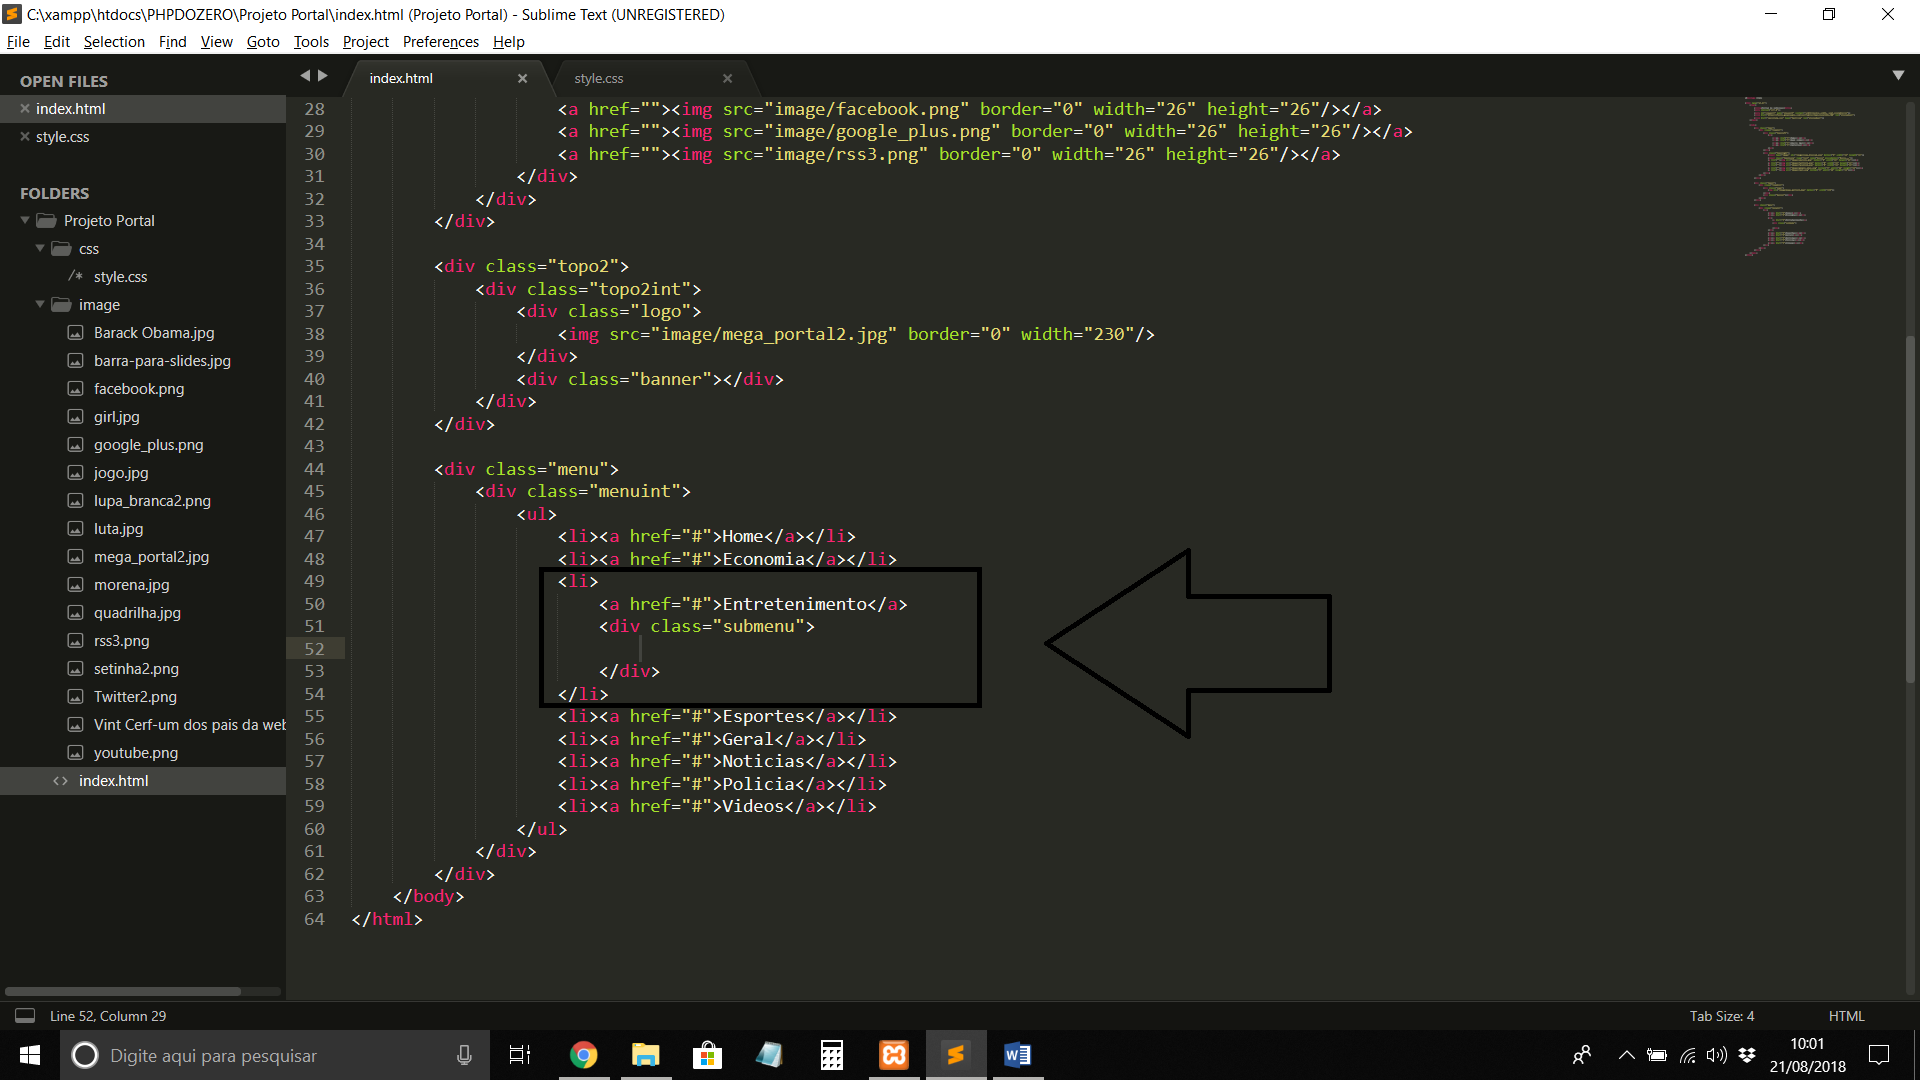 C:\xampp\htdocs\PHPDOZERO\Projeto Portal\index.html (Projeto Portal) - Sublime Text (UNREGISTERED)
File Edit Selection Find View Goto Tools Project Preferences Help
OPEN FILES
index.html
style.css
FOLDERS
Projeto Portal
css
/* style.css
image
Barack Obama.jpg
barra-para-slides.jpg
facebook.png
girl.jpg
google_plus.png
jogo.jpg
lupa_branca2.png
luta.jpg
mega_portal2.jpg
morena.jpg
quadrilha.jpg
rss3.png
setinha2.png
Twitter2.png
Vint Cerf-um dos pais da web
youtube.png
<> index.html
index.html
style.css
28 <a href=""><img src="image/facebook.png" border="0" width="26" height="26"/></a>
29 <a href=""><img src="image/google_plus.png" border="0" width="26" height="26"/></a>
30 <a href=""><img src="image/rss3.png" border="0" width="26" height="26"/></a>
31 </div>
32 </div>
33 </div>
34
35 <div class="topo2">
36 <div class="topo2int">
37 <div class="logo">
38 <img src="image/mega_portal2.jpg" border="0" width="230"/>
39 </div>
40 <div class="banner"></div>
41 </div>
42 </div>
43
44 <div class="menu">
45 <div class="menuint">
46 <ul>
47 <li><a href="#">Home</a></li>
48 <li><a href="#">Economia</a></li>
49 <li>
50 <a href="#">Entretenimento</a>
51 <div class="submenu">
52
53 </div>
54 </li>
55 <li><a href="#">Esportes</a></li>
56 <li><a href="#">Geral</a></li>
57 <li><a href="#">Noticias</a></li>
58 <li><a href="#">Policia</a></li>
59 <li><a href="#">Videos</a></li>
60 </ul>
61 </div>
62 </div>
63 </body>
64 </html>
Line 52, Column 29
Tab Size: 4
HTML
Digite aqui para pesquisar
10:01
21/08/2018